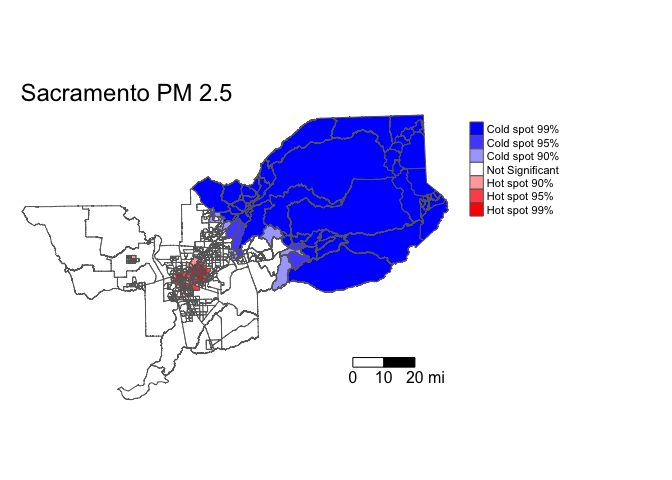 Sacramento PM 2.5
Cold spot 99%
Cold spot 95%
Cold spot 90%
Not Significant
Hot spot 90%
Hot spot 95%
Hot spot 99%
0 10 20 mi